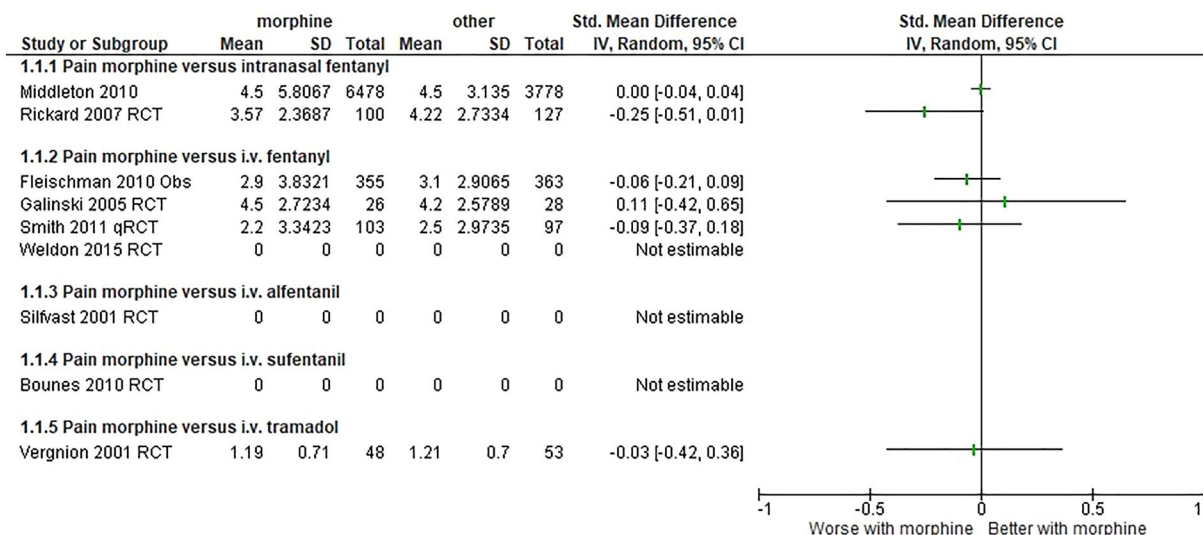 morphine other Std. Mean Difference Std. Mean Difference
Study or Subgroup Mean SD Total Mean SD Total IV, Random, 95% CI IV, Random, 95% CI
1.1.1 Pain morphine versus intranasal fentanyl
Middleton 2010 4.5 5.8067 6478 4.5 3.135 3778 0.00 [-0.04, 0.04]
Rickard 2007 RCT 3.57 2.3687 100 4.22 2.7334 127 -0.25 [-0.51, 0.01]
1.1.2 Pain morphine versus i.v. fentanyl
Fleischman 2010 Obs 2.9 3.8321 355 3.1 2.9065 363 -0.06 [-0.21, 0.09]
Galinski 2005 RCT 4.5 2.7234 26 4.2 2.5789 28 0.11 [-0.42, 0.65]
Smith 2011 qRCT 2.2 3.3423 103 2.5 2.9735 97 -0.09 [-0.37, 0.18]
Weldon 2015 RCT 0 0 0 0 0 0 Not estimable
1.1.3 Pain morphine versus i.v. alfentanil
Silfvast 2001 RCT 0 0 0 0 0 0 Not estimable
1.1.4 Pain morphine versus i.v. sufentanil
Bounes 2010 RCT 0 0 0 0 0 0 Not estimable
1.1.5 Pain morphine versus i.v. tramadol
Vergnion 2001 RCT 1.19 0.71 48 1.21 0.7 53 -0.03 [-0.42, 0.36]
-1 -0.5 0 0.5 1
Worse with morphine Better with morphine